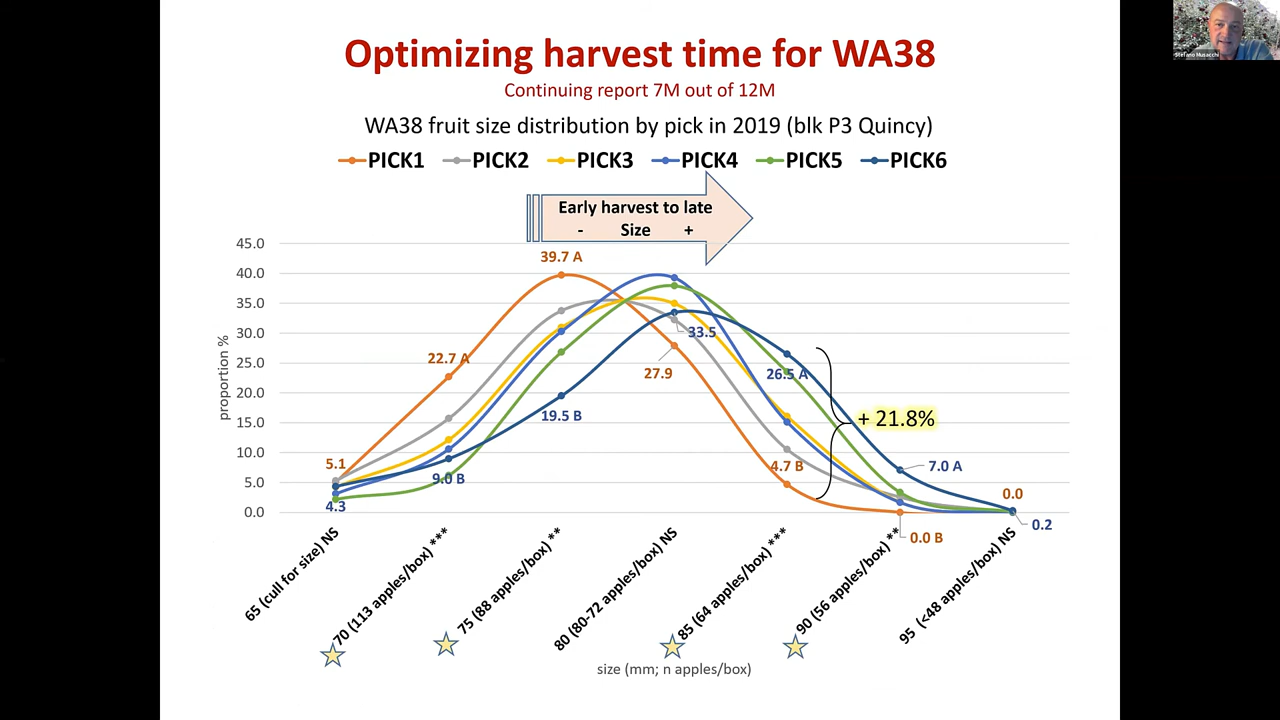 Optimizing harvest time for WA38
Continuing report 7M out of 12M
WA38 fruit size distribution by pick in 2019 (blk P3 Quincy)
PICK1 PICK2 PICK3 PICK4 PICK5 PICK6
Early harvest to late
- Size +
45.0
40.0
35.0
30.0
25.0
20.0
15.0
10.0
5.0
0.0
proportion %
5.1
4.3
22.7 A
9.0 B
39.7 A
19.5 B
33.5
27.9
26.5 A
4.7 B
+ 21.8%
7.0 A
0.0 B
0.0
0.2
65 (cull for size) NS
70 (113 apples/box) ***
75 (88 apples/box) **
80 (80-72 apples/box) NS
85 (64 apples/box) ***
90 (56 apples/box) **
95 (<48 apples/box) NS
size (mm; n apples/box)
Stefano Musacchi